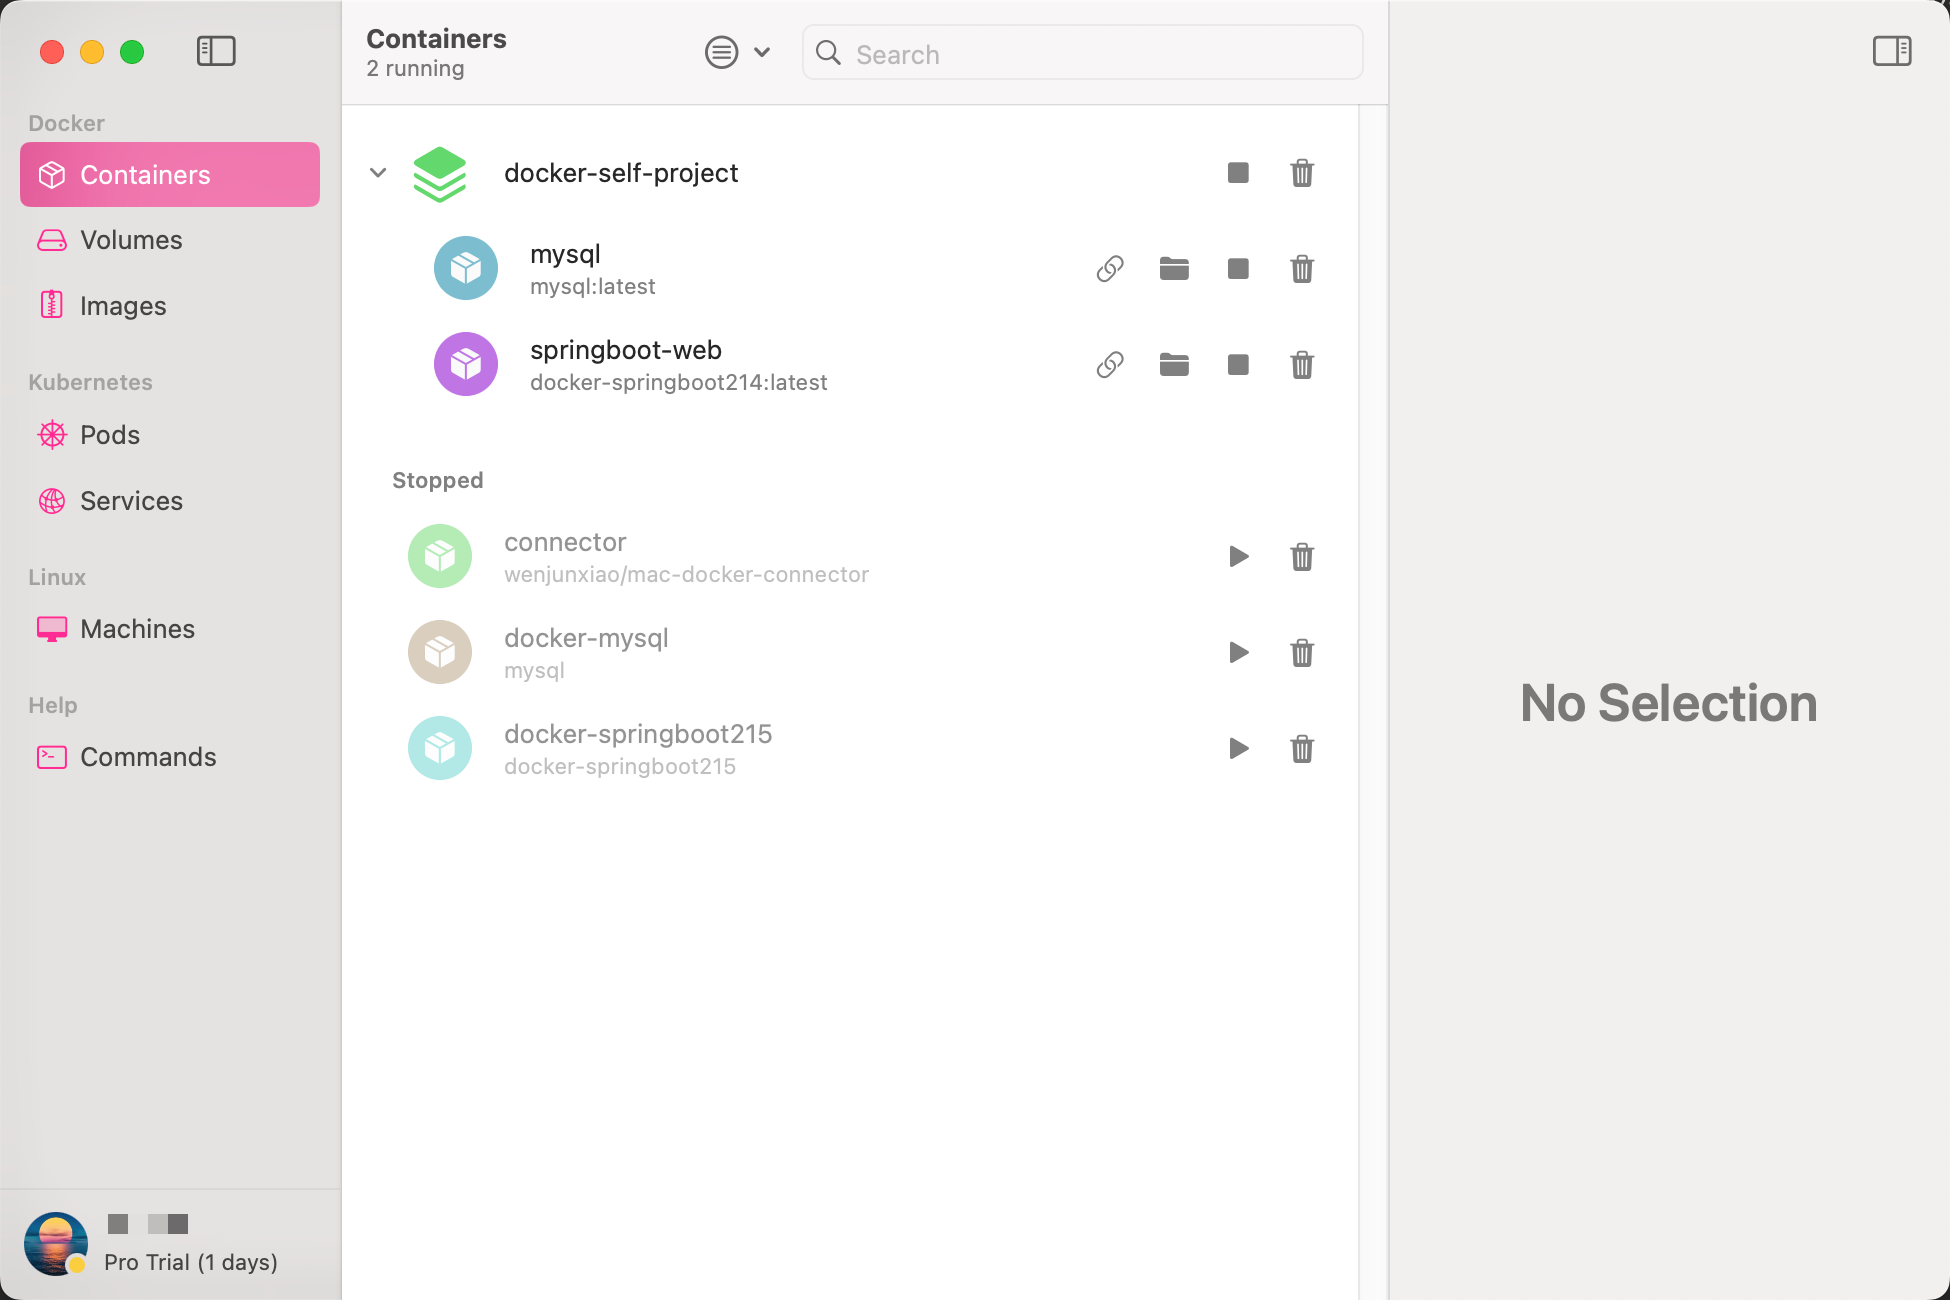 Docker
Containers
Volumes
Images
Kubernetes
Pods
Services
Linux
Machines
Help
Commands
Pro Trial (1 days)
Containers
2 running
Search
docker-self-project
mysql
mysql:latest
springboot-web
docker-springboot214:latest
Stopped
connector
wenjunxiao/mac-docker-connector
docker-mysql
mysql
docker-springboot215
docker-springboot215
No Selection